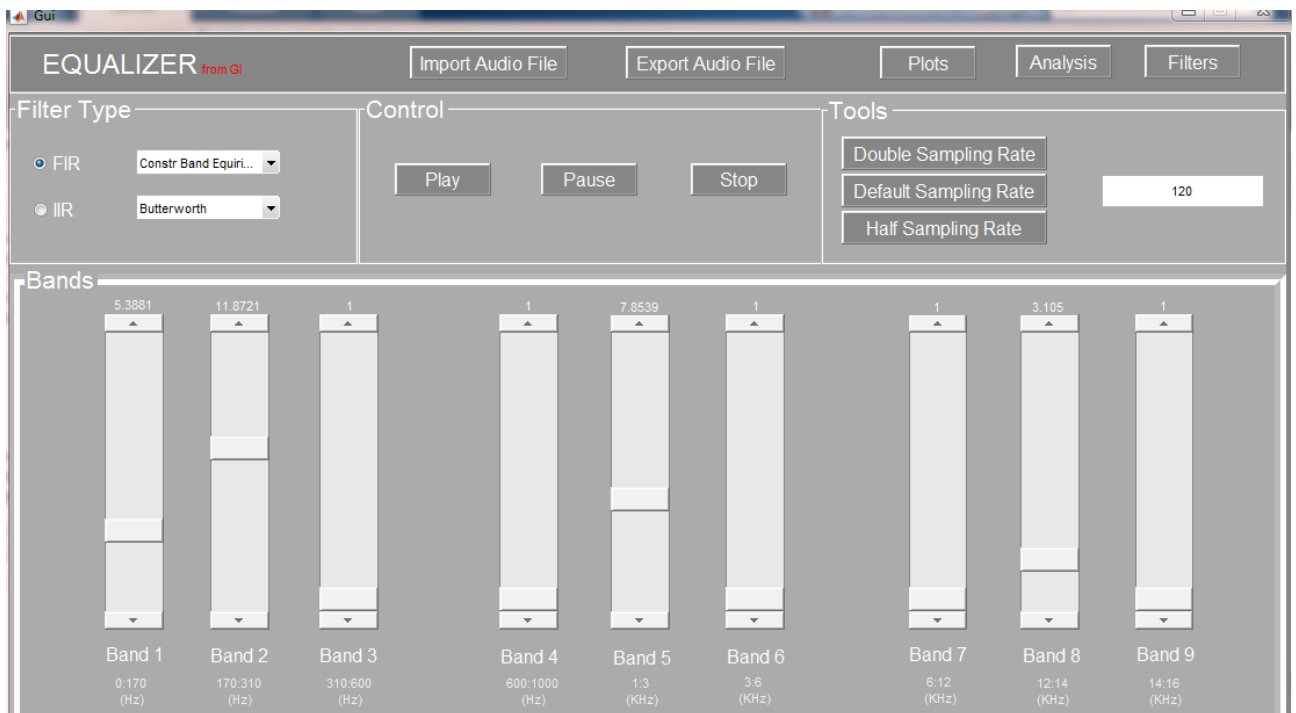 Gui
EQUALIZER from GI
Import Audio File
Export Audio File
Plots
Analysis
Filters
Filter Type
FIR
Constr Band Equiri...
IIR
Butterworth
Control
Play
Pause
Stop
Tools
Double Sampling Rate
Default Sampling Rate
Half Sampling Rate
120
Bands
5.3881
11.8721
1
1
7.8539
1
1
3.105
1
Band 1
Band 2
Band 3
Band 4
Band 5
Band 6
Band 7
Band 8
Band 9
0:170
(Hz)
170:310
(Hz)
310:600
(Hz)
600:1000
(Hz)
1:3
(KHz)
3:6
(KHz)
6:12
(KHz)
12:14
(KHz)
14:16
(KHz)